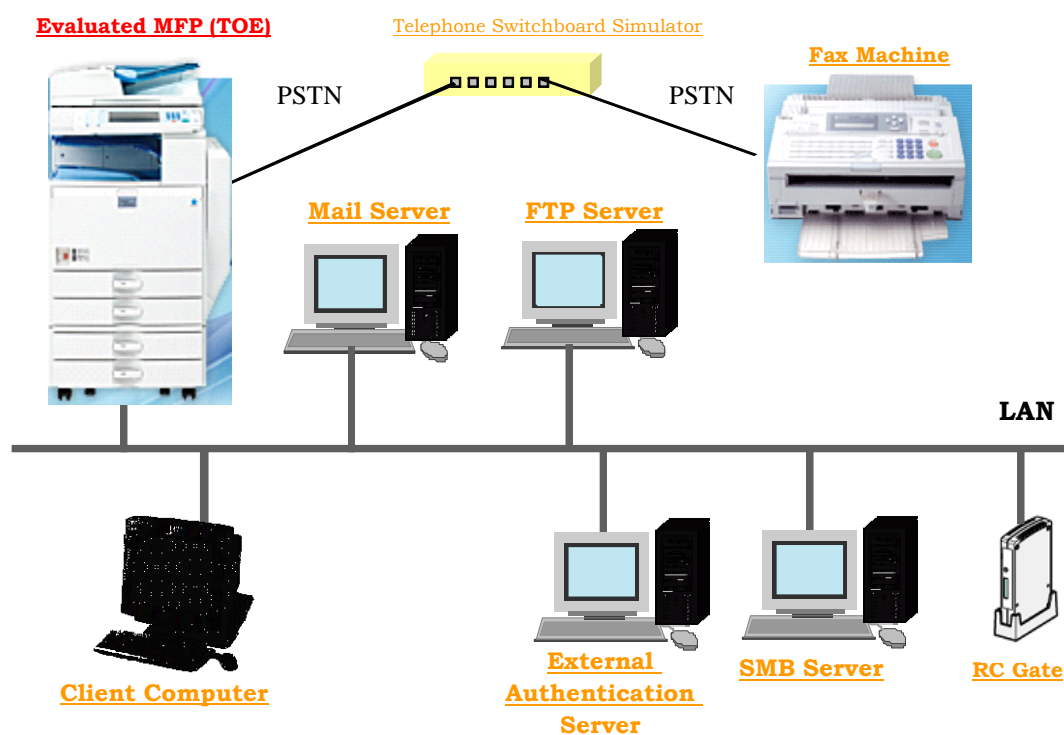 Evaluated MFP (TOE)
Telephone Switchboard Simulator
Fax Machine
PSTN
PSTN
Mail Server
FTP Server
LAN
Client Computer
External
Authentication
Server
SMB Server
RC Gate